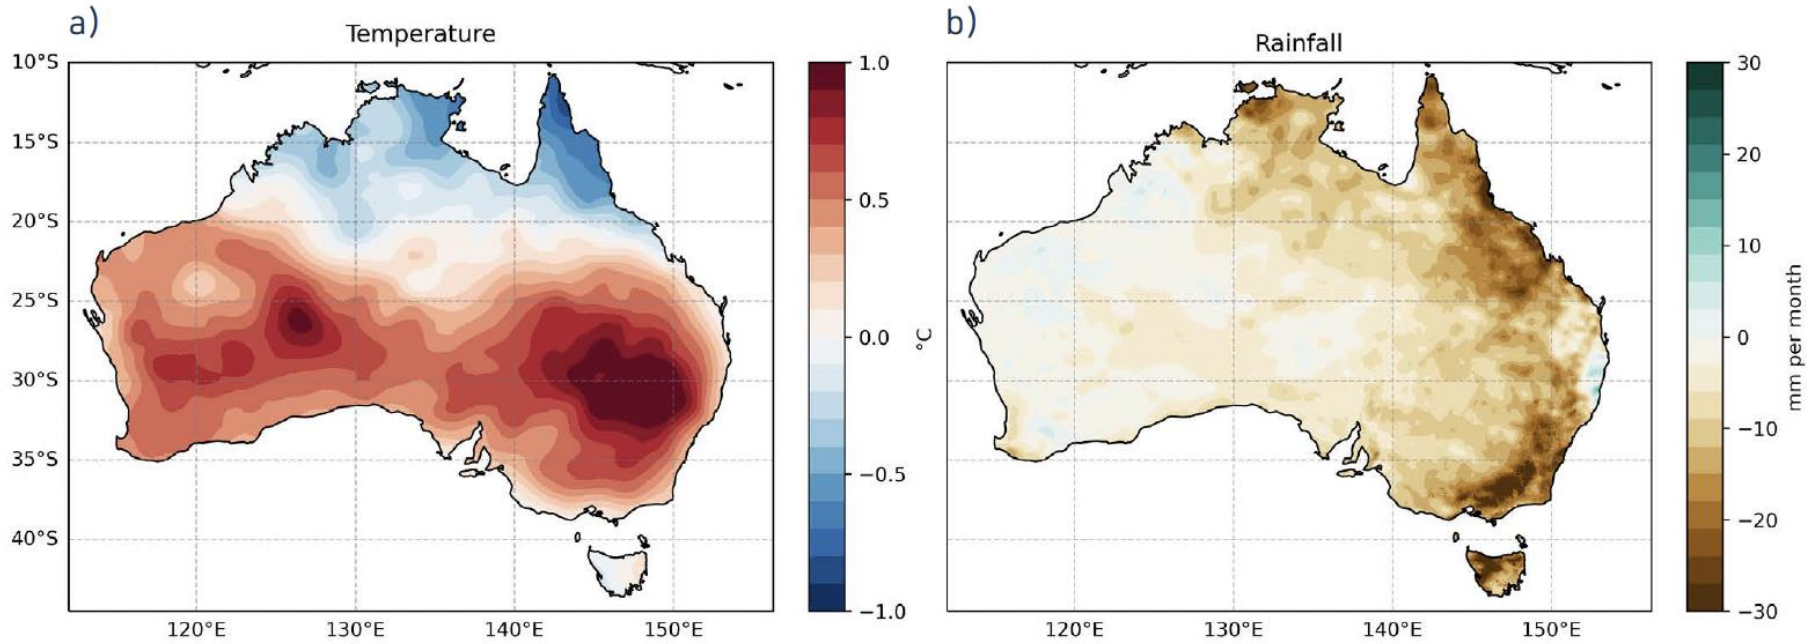 a)
Temperature
10°S
15°S
20°S
25°S
30°S
35°S
40°S
120°E
130°E
140°E
150°E
1.0
0.5
0.0
−0.5
−1.0
°C
b)
Rainfall
120°E
130°E
140°E
150°E
30
20
10
0
−10
−20
−30
mm per month